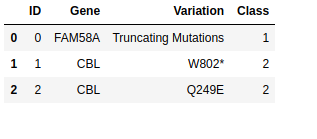 ID Gene Variation Class
0 0 FAM58A Truncating Mutations 1
1 1 CBL W802* 2
2 2 CBL Q249E 2